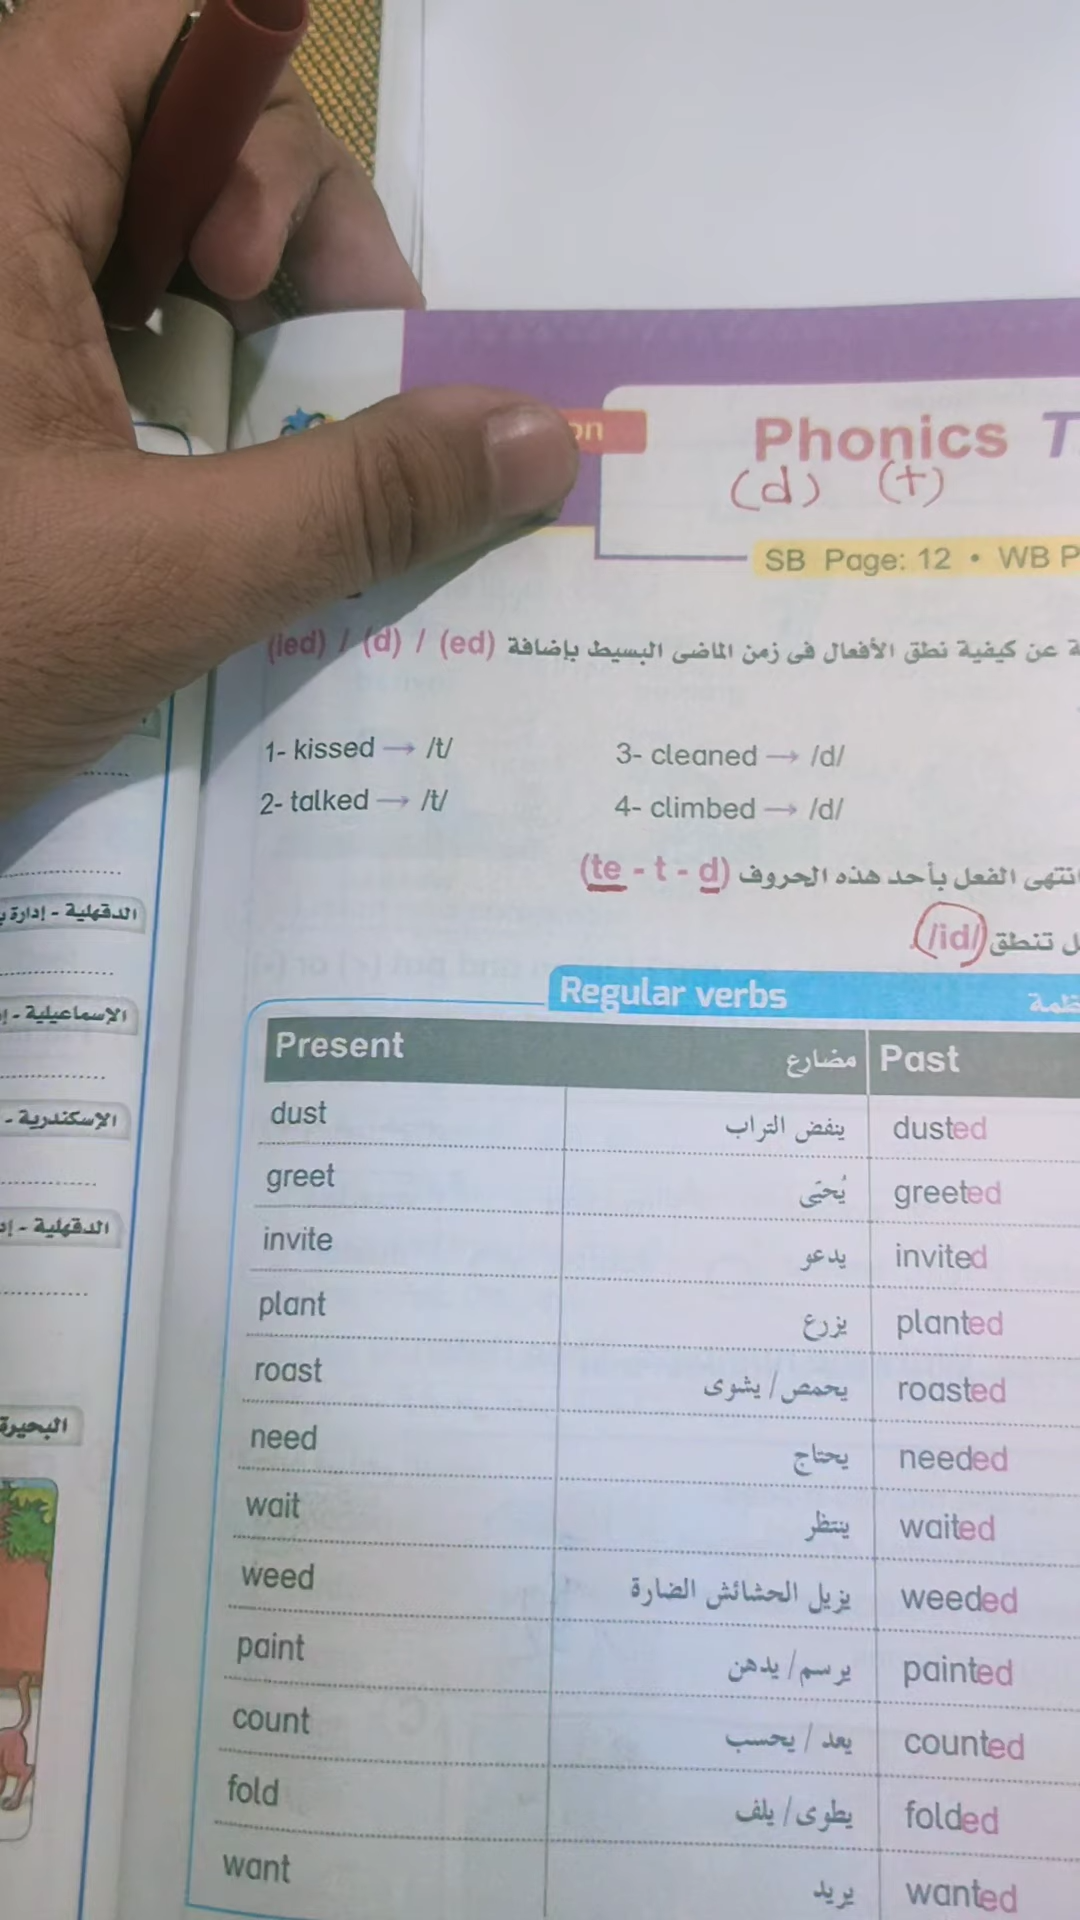 Phonics
(d) (t)
SB Page: 12 • WB
عن كيفية نطق الأفعال فى زمن الماضى البسيط بإضافة (ied) / (d) / (ed)
1- kissed → /t/ 3- cleaned → /d/
2- talked → /t/ 4- climbed → /d/
انتهى الفعل بأحد هذه الحروف (te - t - d)
تنطق /id/.
Regular verbs
Present مضارع Past
dust ينفض التراب dusted
greet يُحيّى greeted
invite يدعو invited
plant يزرع planted
roast يحمص / يشوى roasted
need يحتاج needed
wait ينتظر waited
weed يزيل الحشائش الضارة weeded
paint يرسم / يدهن painted
count يعد / يحسب counted
fold يطوى / يلف folded
want يريد wanted
الدقهلية - إدارة
الإسماعيلية -
الإسكندرية -
الدقهلية -
البحيرة